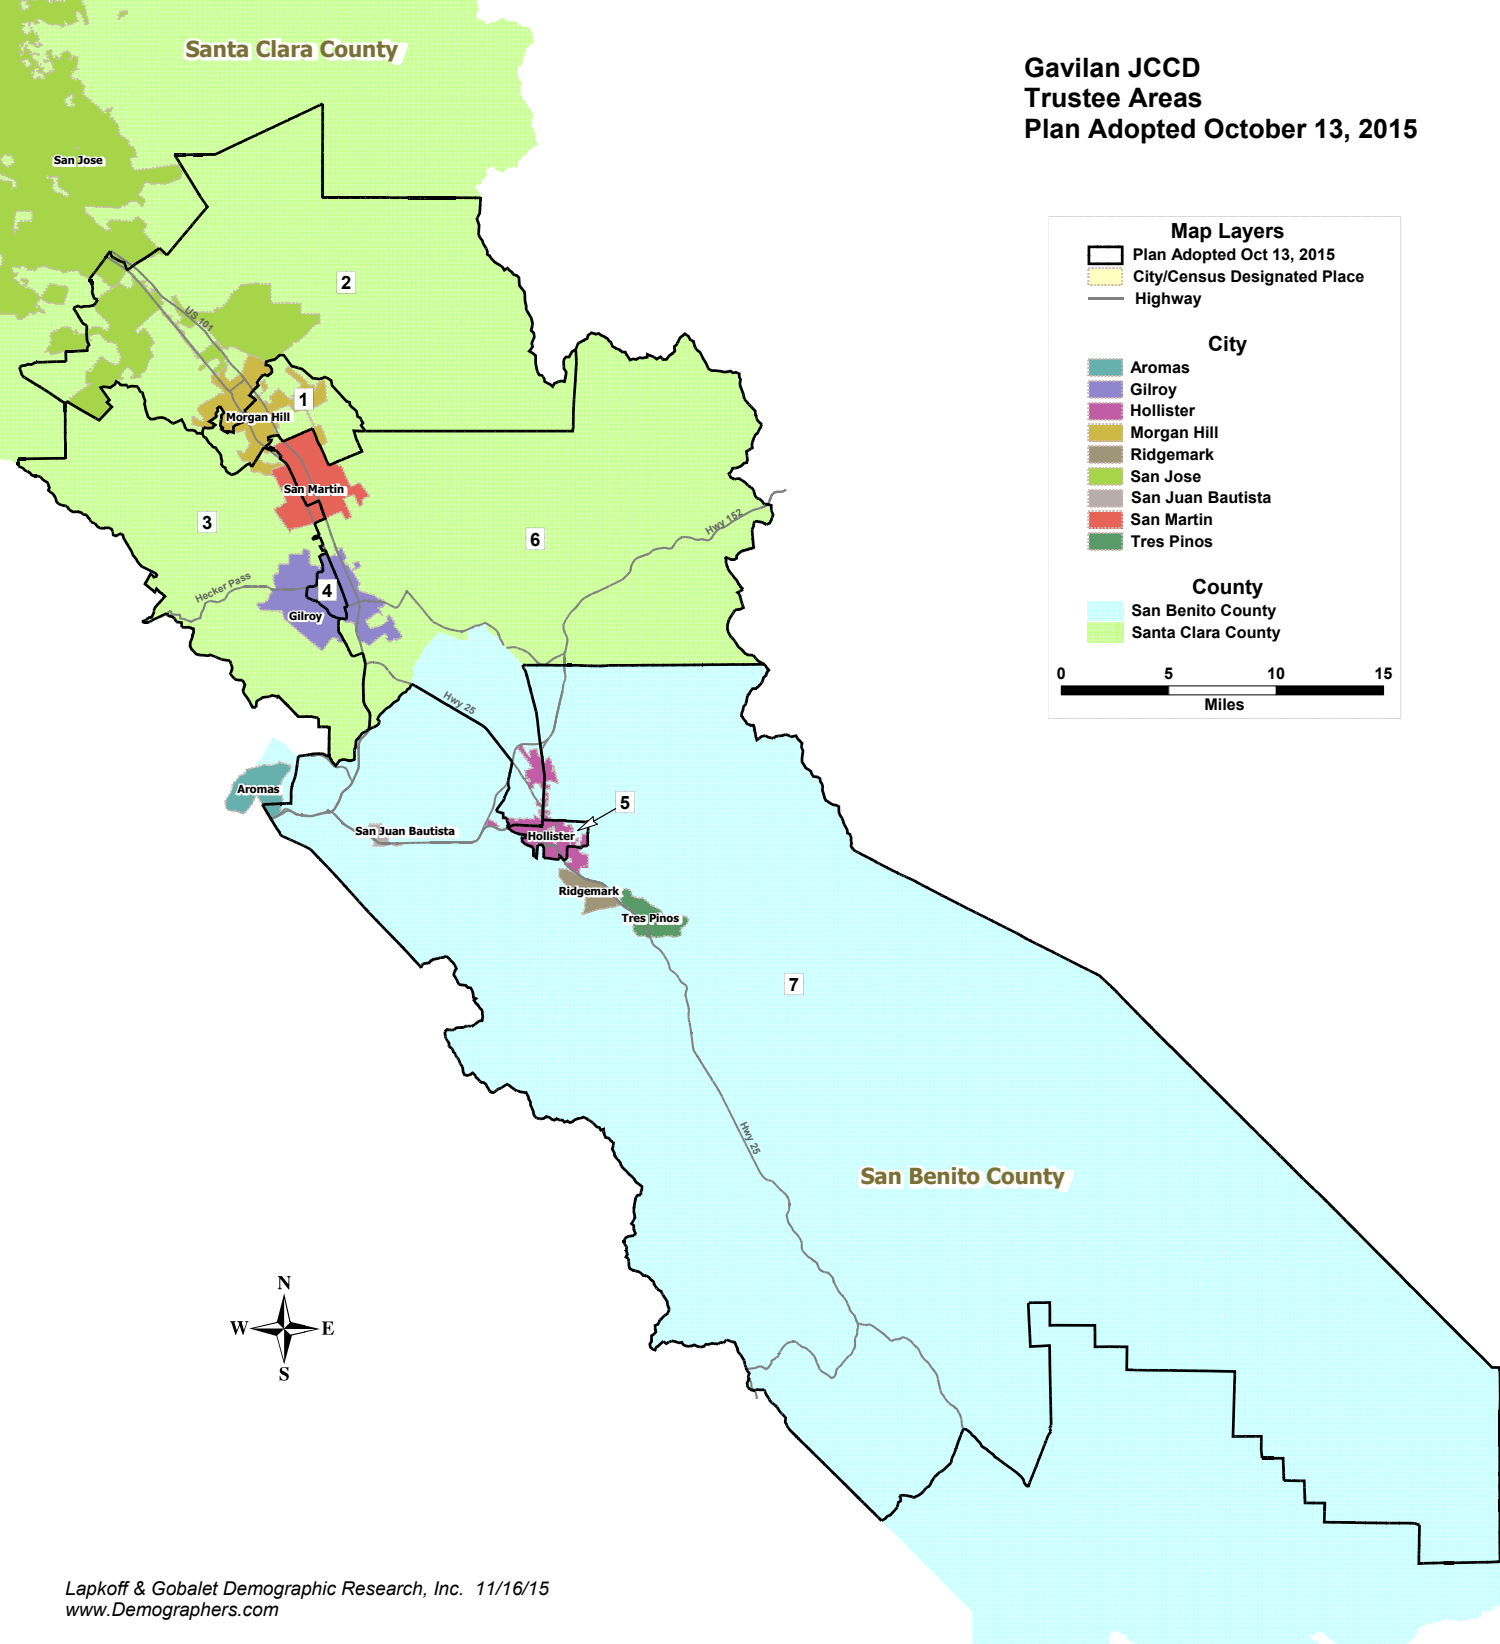 Santa Clara County
Gavilan JCCD
Trustee Areas
Plan Adopted October 13, 2015
San Jose
Map Layers
Plan Adopted Oct 13, 2015
City/Census Designated Place
Highway
2
US 101
City
Aromas
Gilroy
Hollister
Morgan Hill
Ridgemark
San Jose
San Juan Bautista
San Martin
Tres Pinos
1
Morgan Hill
San Martin
3
6
Hwy 152
Hecker Pass
4
Gilroy
County
San Benito County
Santa Clara County
0 5 10 15
Miles
Hwy 25
Aromas
5
San Juan Bautista
Hollister
Ridgemark
Tres Pinos
7
Hwy 25
San Benito County
N
W E
S
Lapkoff & Gobalet Demographic Research, Inc. 11/16/15
www.Demographers.com